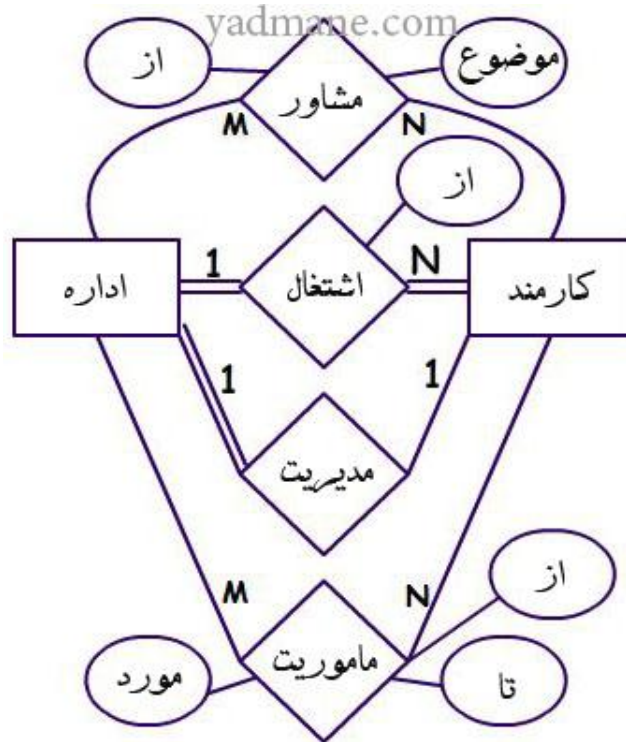 yadmane.com
موضوع
از
مشاور
M
N
از
کارمند
N
اشتغال
1
اداره
1
1
مدیریت
از
N
M
ماموریت
تا
مورد